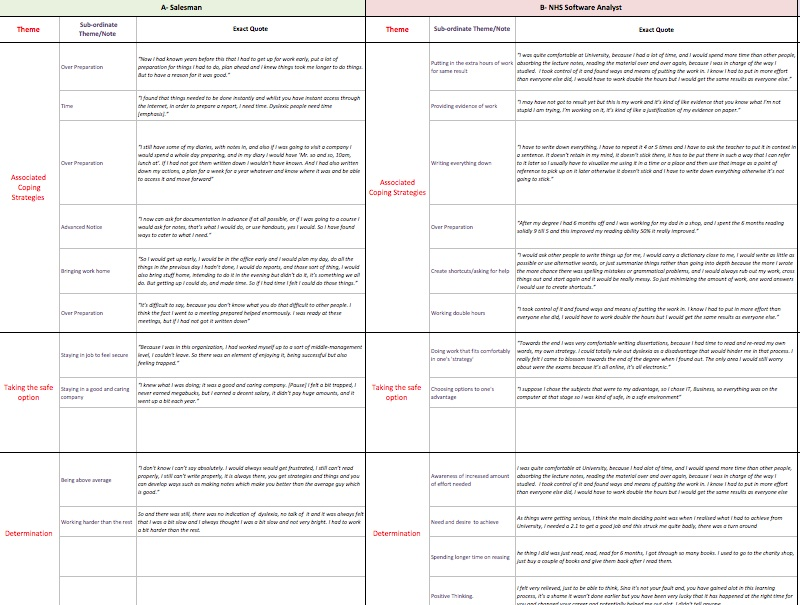 A- Salesman
B- NHS Software Analyst
Theme
Sub-ordinate
Theme/Note
Exact Quote
Theme
Sub-ordinate Theme/Note
Exact Quote
Associated
Coping
Strategies
Over Preparation
"Now had known years before this that I had to get up for work early, put a lot of
preparation for things I had to do, plan ahead and I knew things took me longer to do things.
But to have a reason for it was good."
Time
"I found that things needed to be done instantly and whilst you have instant access through
the internet, in order to prepare a report, I need time. Dyslexic people need time
[emphasis]."
Over Preparation
"I still have some of my diaries, with notes in, and also if I was going to visit a company I
would spend a whole day preparing, and in my diary I would have 'Mr. so and so, 10am,
lunch at'. If I had not got them written down I wouldn't have known. And I had also written
down my actions, a plan for a week for a year whatever and know where it was and be able
to access it and move forward"
Advanced Notice
"I now can ask for documentation in advance if at all possible, or if I was going to a course I
would ask for notes, that's what I would do, or use handouts, yes I would. So I have found
ways to cater to what I need."
Bringing work home
"So I would get up early, I would be in the office early and I would plan my day, do all the
things in the previous day I hadn't done, I would do reports, and those sort of thing, I would
also bring stuff home, intending to do it in the evening but didn't do it, it's something we all
do. But getting up I could do, and made time. So if I had time I felt I could do those things."
Over Preparation
"It's difficult to say, because you don't know what you do that difficult to other people. I
think the fact I went to a meeting prepared helped enormously. I was ready at these
meetings, but if I had not got it written down"
Associated
Coping Strategies
Putting in the extra hours of work
for same result
"I was quite comfortable at University, because I had a lot of time, and I would spend more time than other people,
absorbing the lecture notes, reading the material over and over again, because I was in charge of the way I
studied. I took control of it and found ways and means of putting the work in. I know I had to put in more effort
than everyone else did, I would have to work double the hours but I would get the same results as everyone else."
Providing evidence of work
"I may have not got to result yet but this is my work and it's kind of like evidence that you know what I'm not
stupid I am trying, I'm working on it, it's kind of like a justification of my evidence on paper."
Writing everything down
"I have to write down everything, I have to repeat it 4 or 5 times and I have to ask the teacher to put it in context in
a sentence. It doesn't retain in my mind, it doesn't stick there, it has to be put there in such a way that I can refer
to it later so I usually have to visualize me using it in a time or a place and then use that image as a point of
reference to pick up on it later otherwise it doesn't stick and I have to write down everything otherwise it's not
going to stick."
Over Preparation
"After my degree I had 6 months off and I was working for my dad in a shop, and I spent the 6 months reading
solidly 9 till 5 and this improved my reading ability 50% it really improved."
Create shortcuts/asking for help
"I would ask other people to write things up for me, I would carry a dictionary close to me, I would write as little as
possible or use alternative words, or just summarize things rather than going into depth because the more I wrote
the more chance there was spelling mistakes or grammatical problems, and I would always rub out my work, cross
things out and start again and it would be really messy. So just minimizing the amount of work, one word answers
I would use to create shortcuts."
Working double hours
"I took control of it and found ways and means of putting the work in. I know I had to put in more effort than
everyone else did, I would have to work double the hours but I would get the same results as everyone else."
Taking the safe
option
Staying in job to feel secure
"Because I was in this organization, I had worked myself up to a sort of middle-management
level, I couldn't leave. So there was an element of enjoying it, being successful but also
feeling trapped."
Staying in a good and caring
company
"I knew what I was doing; it was a good and caring company. [Pause] I felt a bit trapped, I
never earned megabucks, but I earned a decent salary, it didn't pay huge amounts, and it
went up a bit each year."
Taking the safe
option
Doing work that fits comfortably
in one's 'strategy'
"Towards the end I was very comfortable writing dissertations, because I had time to read and re-read my own
words, my own strategy. I could totally rule out dyslexia as a disadvantage that would hinder me in that process. I
really felt I came to blossom towards the end of the degree when I found out. The only area I would still worry
about were the exams because it's all online, it's all electronic."
Choosing options to one's
advantage
"I suppose I chose the subjects that were to my advantage, so I chose IT, Business, so everything was on the
computer at that stage so I was kind of safe, in a safe environment"
Determination
Being above average
"I don't know I can't say absolutely. I would always would get frustrated, I still can't read
properly, I still can't write properly, it is always there, you get strategies and things and you
can develop ways such as making notes which make you better than the average guy which
is good."
Working harder than the rest
So and there was still, there was no indication of dyslexia, no talk of it and it was always felt
that I was a bit slow and I always thought I was a bit slow and not very bright. I had to work
a bit harder than the rest.
Determination
Awareness of increased amount
of effort needed
I was quite comfortable at University, because I had alot of time, and I would spend more time than other people,
absorbing the lecture notes, reading the material over and over again, because I was in charge of the way I
studied. I took control of it and found ways and means of putting the work in. I know I had to put in more effort
than everyone else did, I would have to work double the hours but I would get the same results as everyone else
Need and desire to achieve
As things were getting serious, I think the main deciding point was when I realised what I had to achieve from
University, I needed a 2.1 to get a good job and this struck me quite badly, there was a turn around
Spending longer time on reasing
he thing I did was just read, read, read for 6 months, I got through so many books. I used to go to the charity shop,
just buy a couple of books and give them back after I read them.
Positive Thinking.
I felt very relieved, just to be able to think, Sina it's not your fault and, you have gained alot in this learning
process, it's a shame it wasn't done earlier but you have been very lucky that it has happened at the right time for